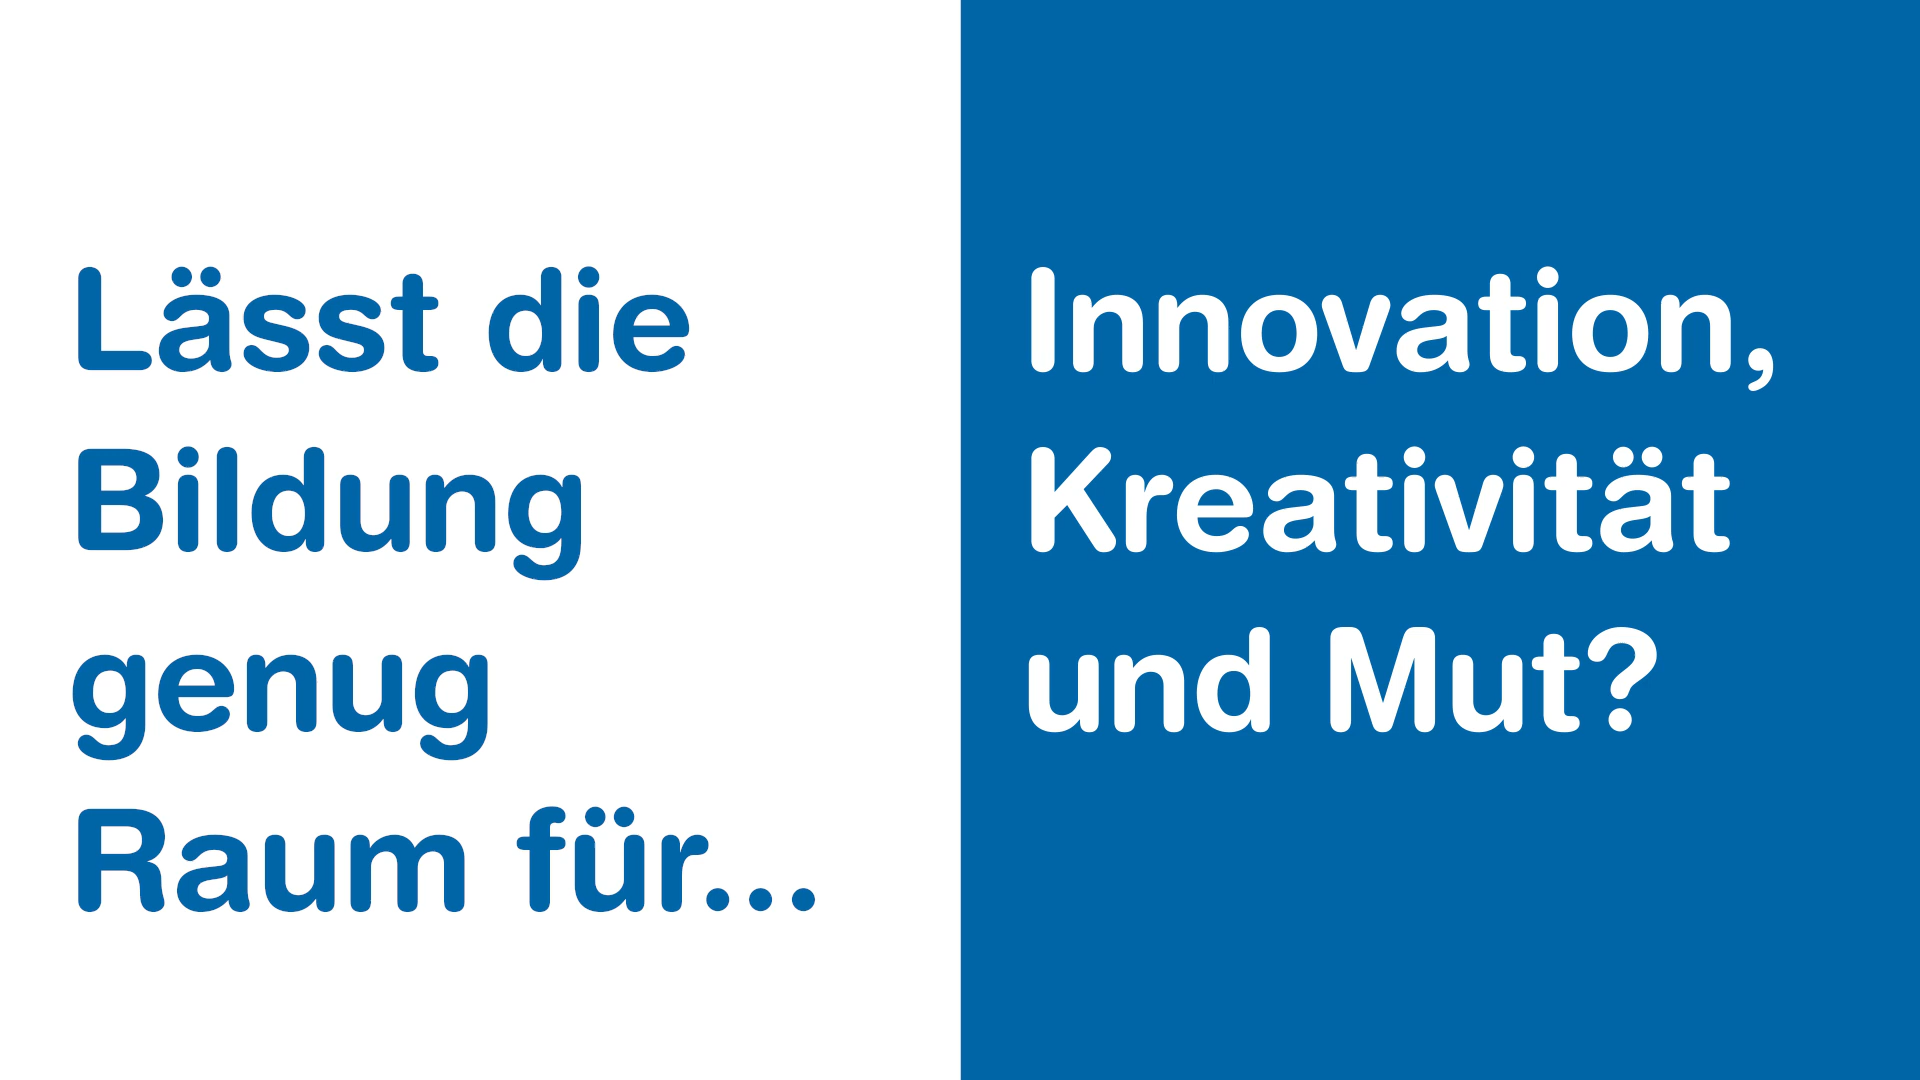 Lässt die
Bildung
genug
Raum für...
Innovation,
Kreativität
und Mut?